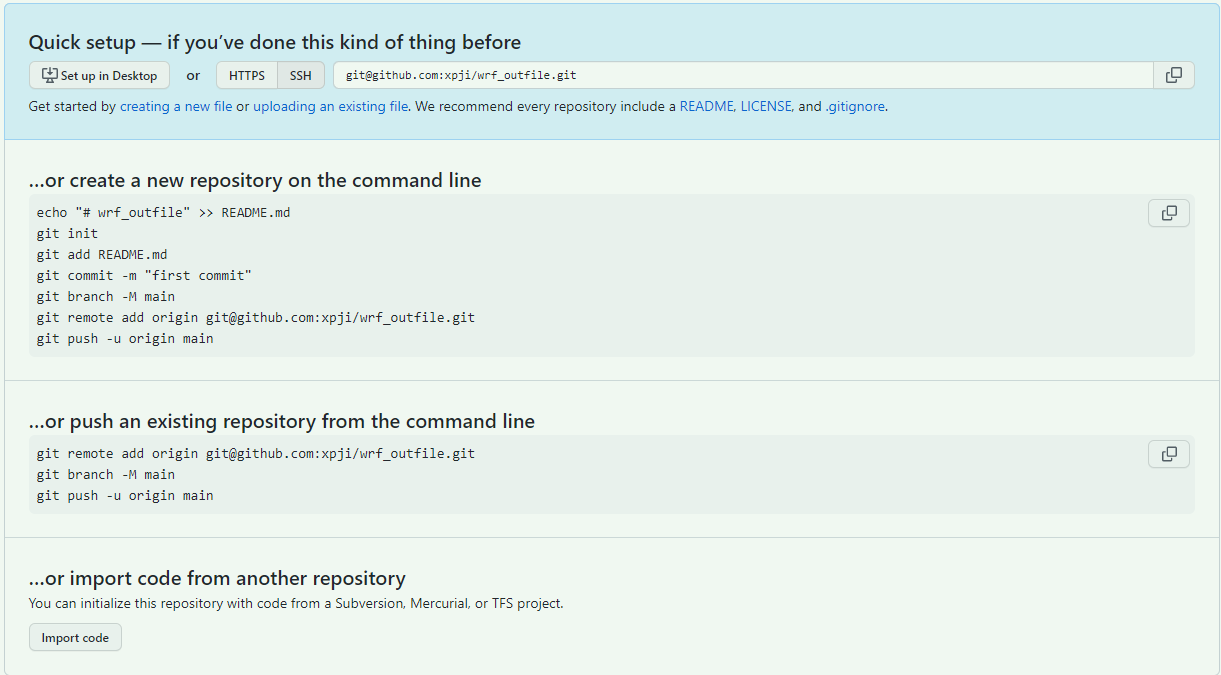 Quick setup — if you’ve done this kind of thing before
Set up in Desktop or HTTPS SSH git@github.com:xpji/wrf_outfile.git
Get started by creating a new file or uploading an existing file. We recommend every repository include a README, LICENSE, and .gitignore.
…or create a new repository on the command line
echo "# wrf_outfile" >> README.md
git init
git add README.md
git commit -m "first commit"
git branch -M main
git remote add origin git@github.com:xpji/wrf_outfile.git
git push -u origin main
…or push an existing repository from the command line
git remote add origin git@github.com:xpji/wrf_outfile.git
git branch -M main
git push -u origin main
…or import code from another repository
You can initialize this repository with code from a Subversion, Mercurial, or TFS project.
Import code